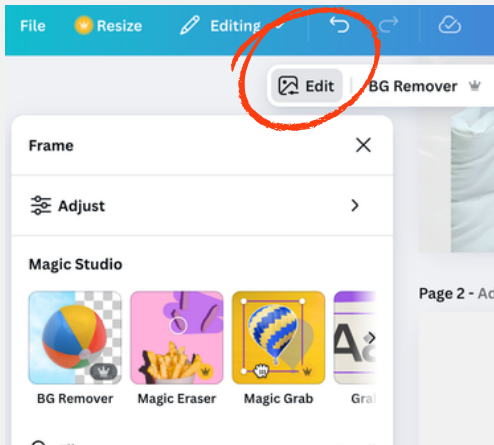 File Resize Editing
Edit BG Remover
Frame
Adjust
Magic Studio
Page 2 - Ad
BG Remover Magic Eraser Magic Grab Gra